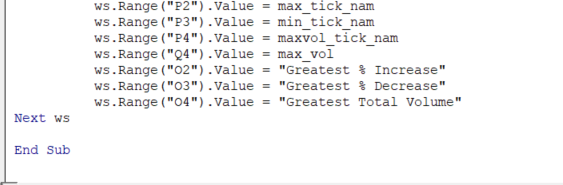 ws.Range("P2").Value = max_tick_nam
ws.Range("P3").Value = min_tick_nam
ws.Range("P4").Value = maxvol_tick_nam
ws.Range("Q4").Value = max_vol
ws.Range("O2").Value = "Greatest % Increase"
ws.Range("O3").Value = "Greatest % Decrease"
ws.Range("O4").Value = "Greatest Total Volume"
Next ws
End Sub